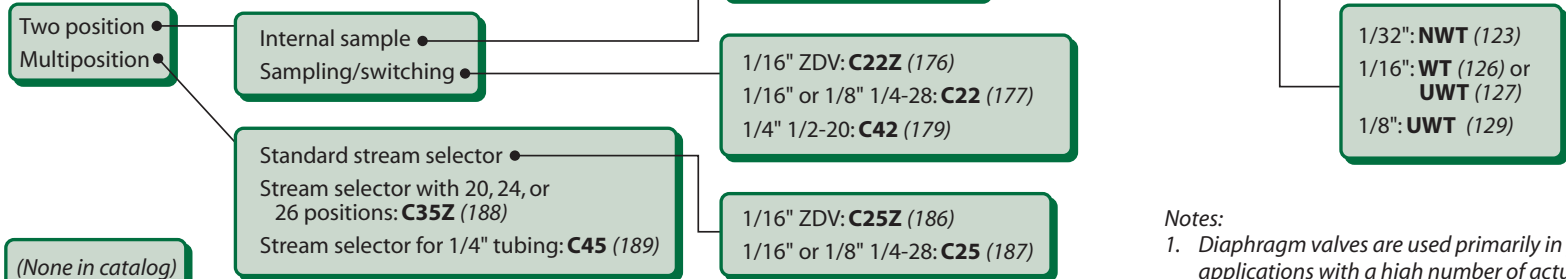 Two position
Multiposition
Internal sample
Sampling/switching
1/16" ZDV: C22Z (176)
1/16" or 1/8" 1/4-28: C22 (177)
1/4" 1/2-20: C42 (179)
Standard stream selector
Stream selector with 20, 24, or
26 positions: C35Z (188)
Stream selector for 1/4" tubing: C45 (189)
1/16" ZDV: C25Z (186)
1/16" or 1/8" 1/4-28: C25 (187)
(None in catalog)
1/32": NWT (123)
1/16": WT (126) or
UWT (127)
1/8": UWT (129)
Notes:
1. Diaphragm valves are used primarily in
applications with a high number of actu